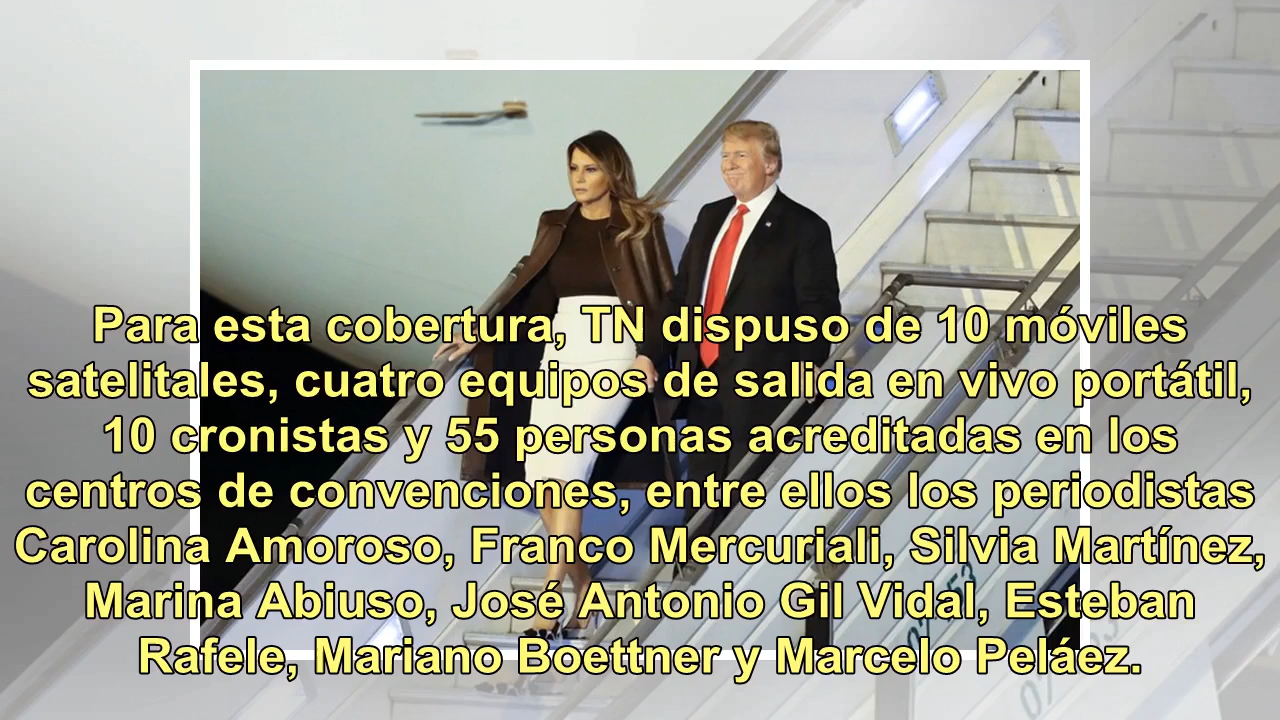 Para esta cobertura, TN dispuso de 10 móviles
satelitales, cuatro equipos de salida en vivo portátil,
10 cronistas y 55 personas acreditadas en los
centros de convenciones, entre ellos los periodistas
Carolina Amoroso, Franco Mercuriali, Silvia Martínez,
Marina Abiuso, José Antonio Gil Vidal, Esteban
Rafele, Mariano Boettner y Marcelo Peláez.